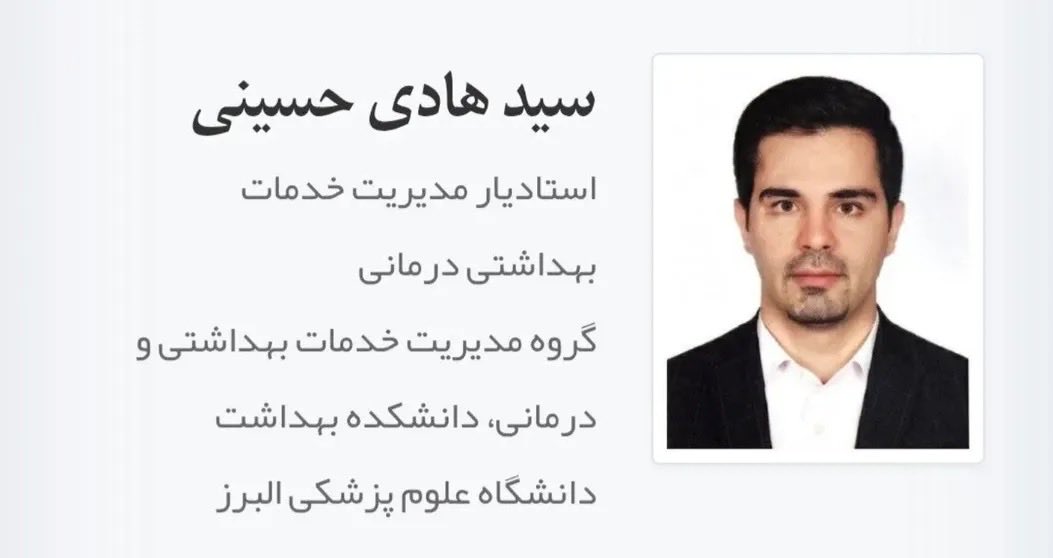 سید هادی حسینی
استادیار مدیریت خدمات
بهداشتی درمانی
گروه مدیریت خدمات بهداشتی و
درمانی، دانشکده بهداشت
دانشگاه علوم پزشکی البرز